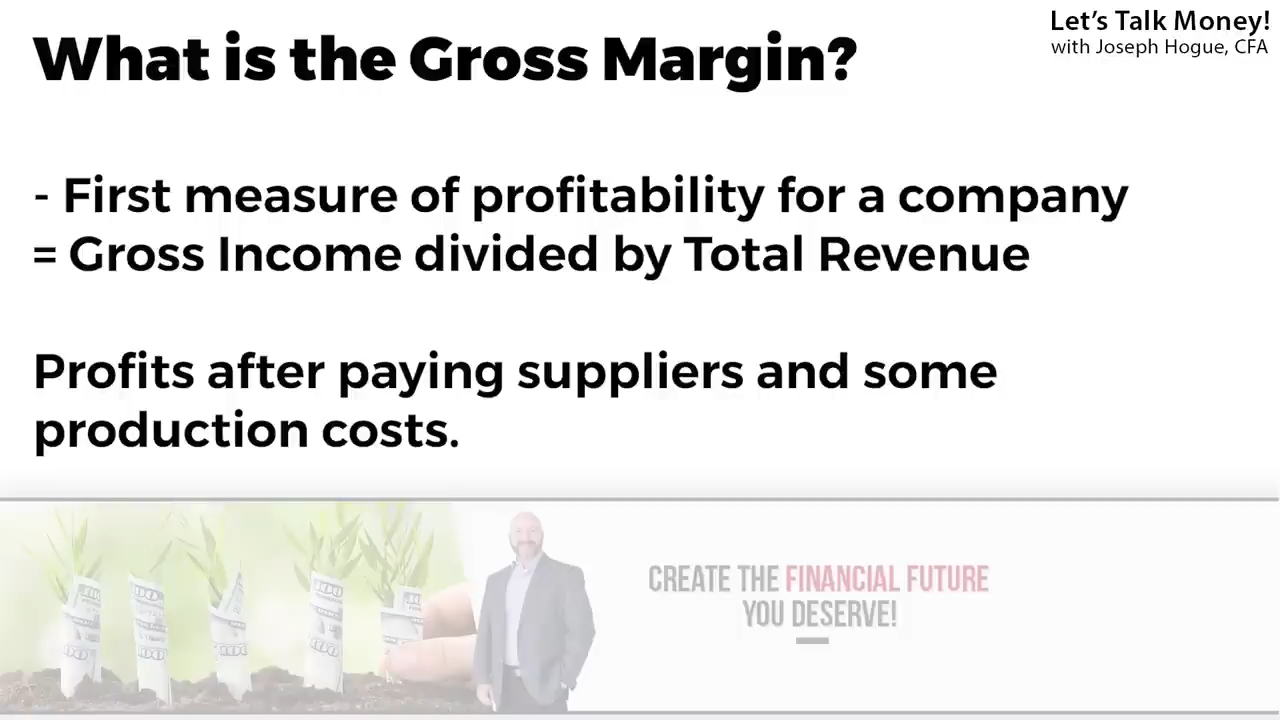 Let's Talk Money!
with Joseph Hogue, CFA
What is the Gross Margin?
- First measure of profitability for a company
= Gross Income divided by Total Revenue
Profits after paying suppliers and some
production costs.
CREATE THE FINANCIAL FUTURE
YOU DESERVE!